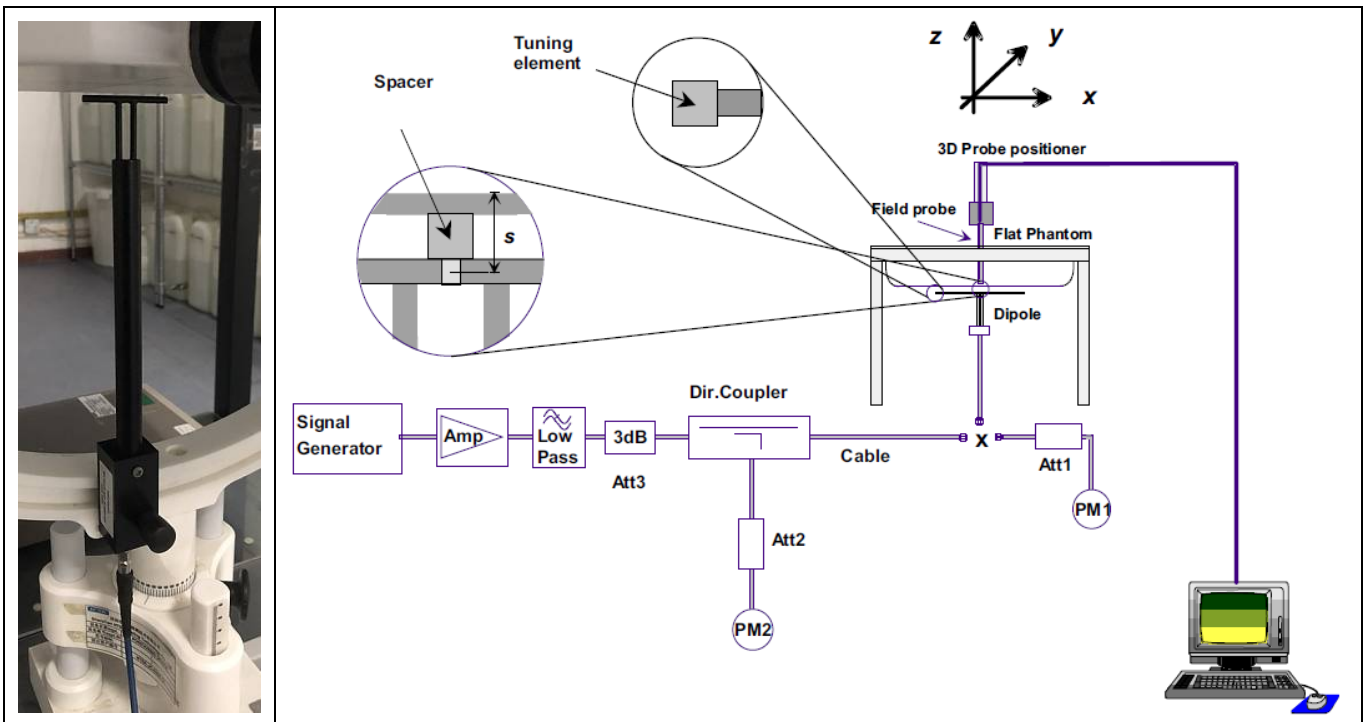 Tuning
element
Spacer
s
z
y
x
3D Probe positioner
Field probe
Flat Phantom
Dipole
Dir.Coupler
Signal
Generator
Amp
Low
Pass
3dB
Att3
Cable
x
Att1
PM1
Att2
PM2